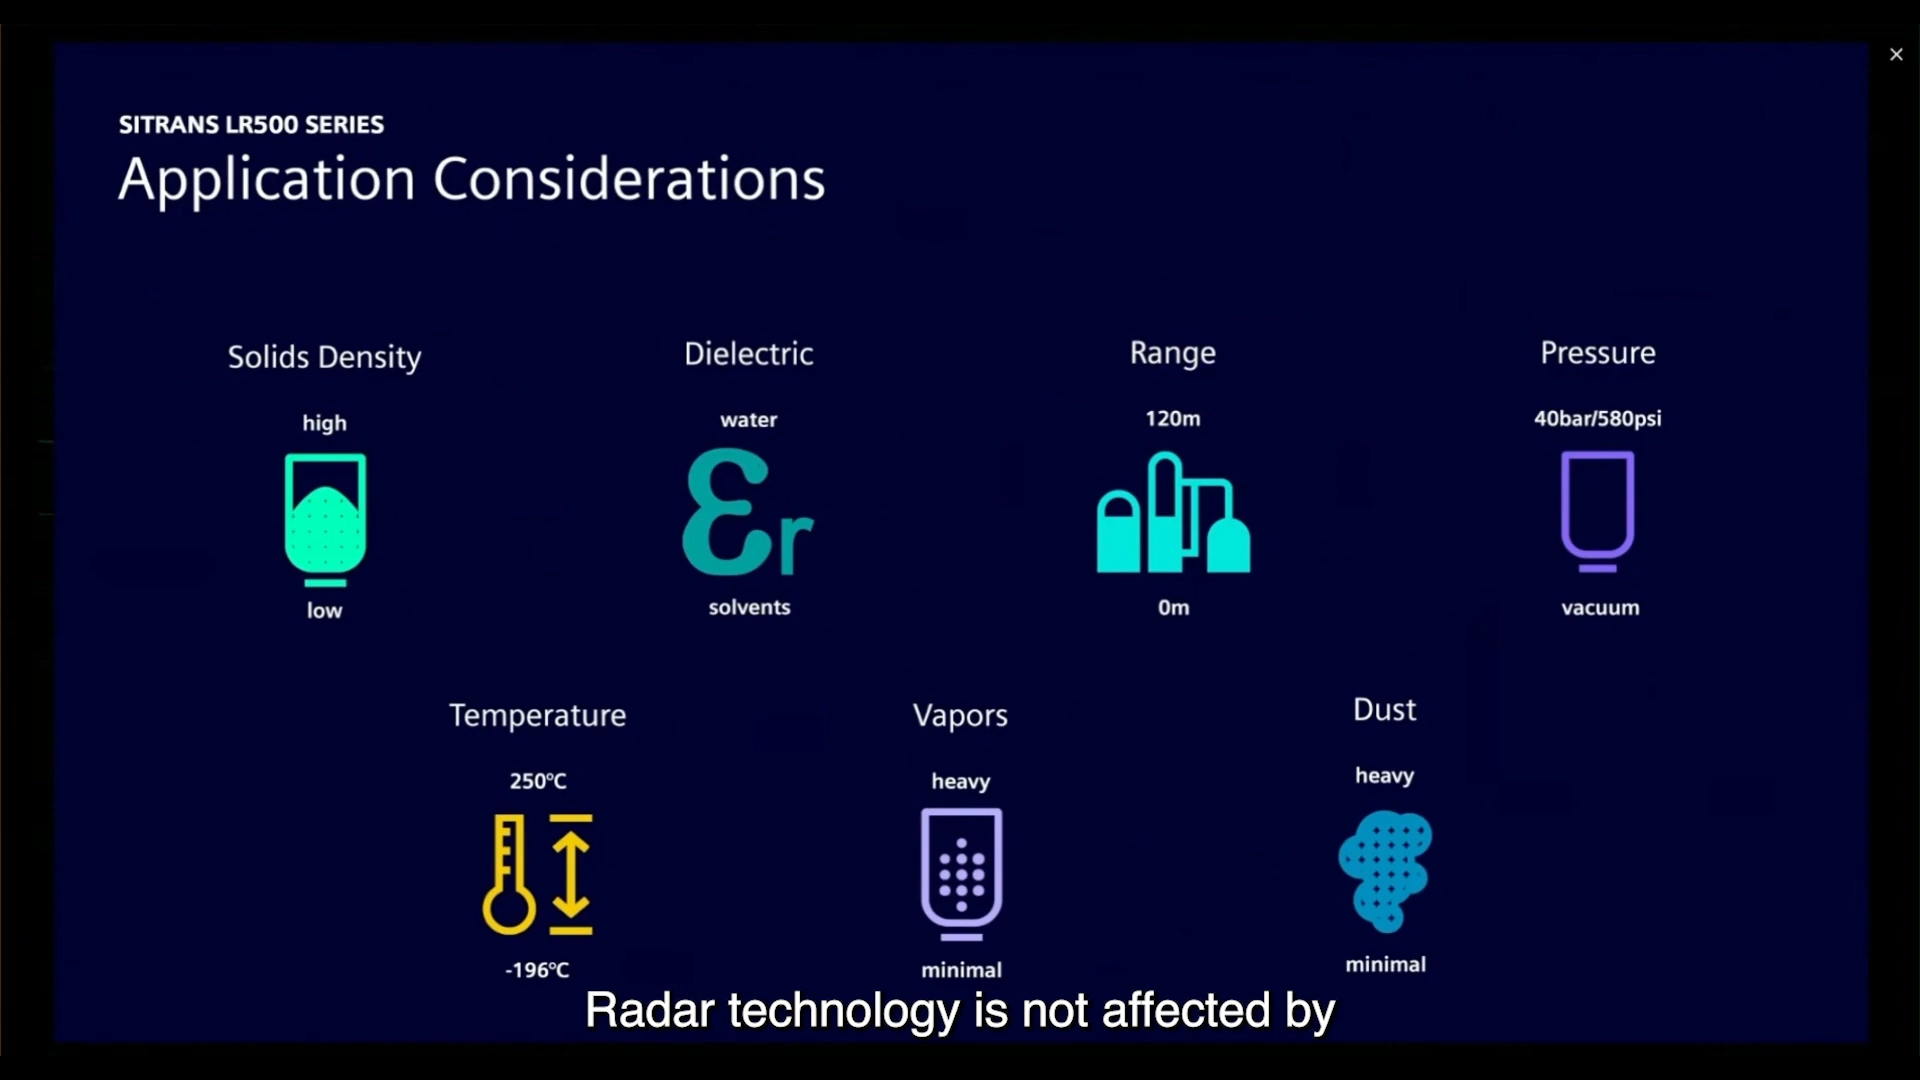 SITRANS LR500 SERIES
Application Considerations
Solids Density
high
low
Dielectric
water
εr
solvents
Range
120m
0m
Pressure
40bar/580psi
vacuum
Temperature
250°C
-196°C
Vapors
heavy
minimal
Dust
heavy
minimal
Radar technology is not affected by